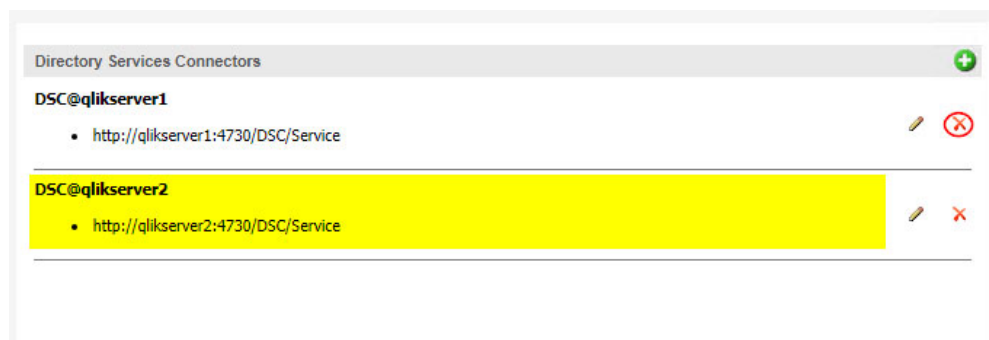 Directory Services Connectors
DSC@qlikserver1
• http://qlikserver1:4730/DSC/Service
DSC@qlikserver2
• http://qlikserver2:4730/DSC/Service